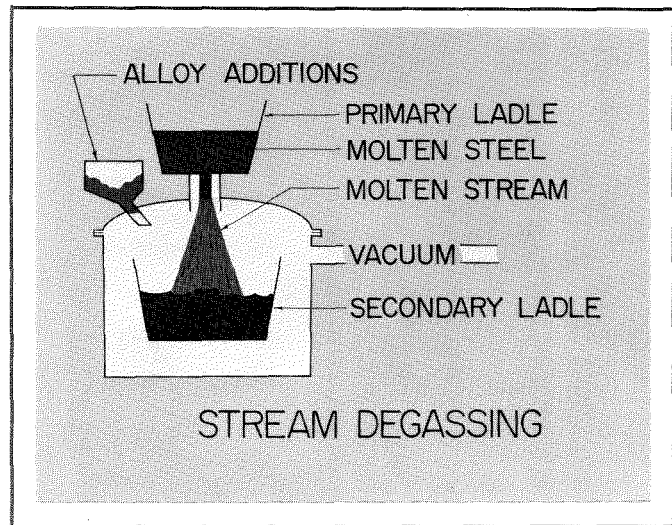 ALLOY ADDITIONS
PRIMARY LADLE
MOLTEN STEEL
MOLTEN STREAM
VACUUM
SECONDARY LADLE
STREAM DEGASSING